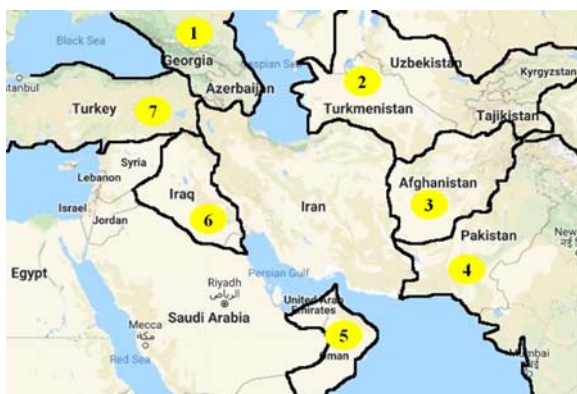 1
Black Sea
Georgia
Caspian Sea
Uzbekistan
Kyrgyzstan
Istanbul
2
Azerbaijan
Turkey
7
Turkmenistan
Tajikistan
Syria
Lebanon
Afghanistan
Iraq
Iran
3
Israel
6
Jordan
Pakistan
New
नई
4
Egypt
Persian Gulf
Riyadh
الرياض
United Arab
Emirates
Saudi Arabia
Mecca
مكة
5
Oman
Red Sea
Mumbai